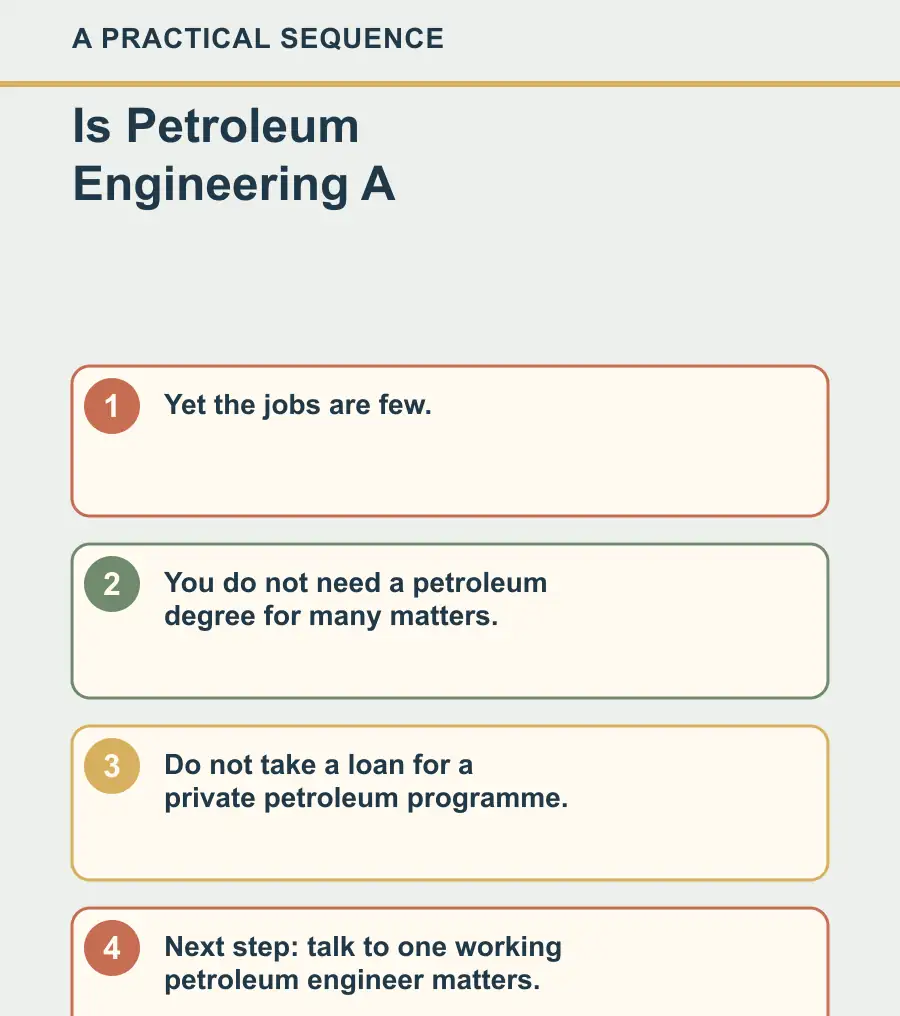 A PRACTICAL SEQUENCE
Is Petroleum
Engineering A
1
Yet the jobs are few.
2
You do not need a petroleum
degree for many matters.
3
Do not take a loan for a
private petroleum programme.
4
Next step: talk to one working
petroleum engineer matters.